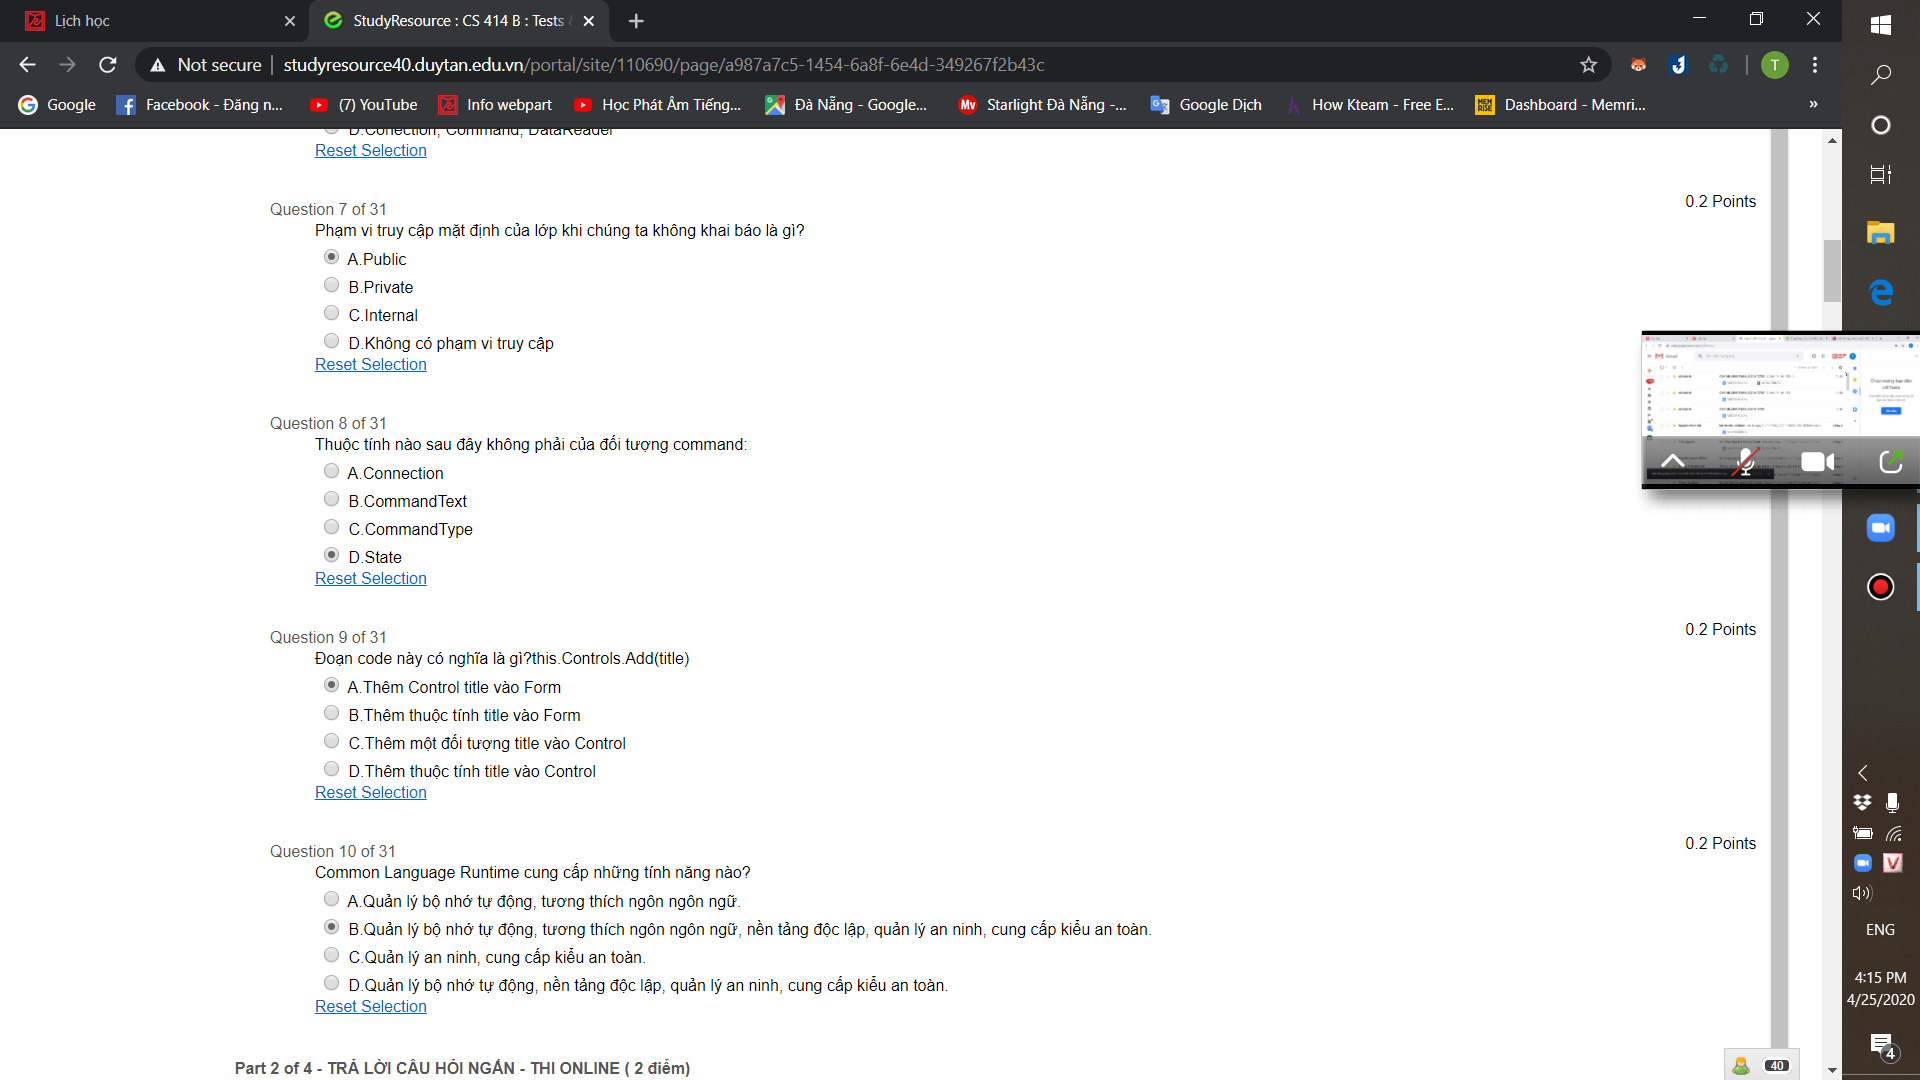 Lịch học
StudyResource : CS 414 B : Tests
Not secure
studyresource40.duytan.edu.vn/portal/site/110690/page/a987a7c5-1454-6a8f-6e4d-349267f2b43c
T
Google
Facebook - Đăng n...
(7) YouTube
Info webpart
Học Phát Âm Tiếng...
Đà Nẵng - Google...
Mv
Starlight Đà Nẵng -...
Google Dịch
How Kteam - Free E...
MEM RISE
Dashboard - Memri...
»
D.Conection, Command, DataReader
Reset Selection
Question 7 of 31
0.2 Points
Phạm vi truy cập mặt định của lớp khi chúng ta không khai báo là gì?
A.Public
B.Private
C.Internal
D.Không có phạm vi truy cập
Reset Selection
Question 8 of 31
Thuộc tính nào sau đây không phải của đối tượng command:
A.Connection
B.CommandText
C.CommandType
D.State
Reset Selection
Question 9 of 31
0.2 Points
Đoạn code này có nghĩa là gì?this.Controls.Add(title)
A.Thêm Control title vào Form
B.Thêm thuộc tính title vào Form
C.Thêm một đối tượng title vào Control
D.Thêm thuộc tính title vào Control
Reset Selection
Question 10 of 31
0.2 Points
Common Language Runtime cung cấp những tính năng nào?
A.Quản lý bộ nhớ tự động, tương thích ngôn ngôn ngữ.
B.Quản lý bộ nhớ tự động, tương thích ngôn ngôn ngữ, nền tảng độc lập, quản lý an ninh, cung cấp kiểu an toàn.
C.Quản lý an ninh, cung cấp kiểu an toàn.
D.Quản lý bộ nhớ tự động, nền tảng độc lập, quản lý an ninh, cung cấp kiểu an toàn.
Reset Selection
Part 2 of 4 - TRẢ LỜI CÂU HỎI NGẮN - THI ONLINE ( 2 điểm)
40
ENG
4:15 PM
4/25/2020
4